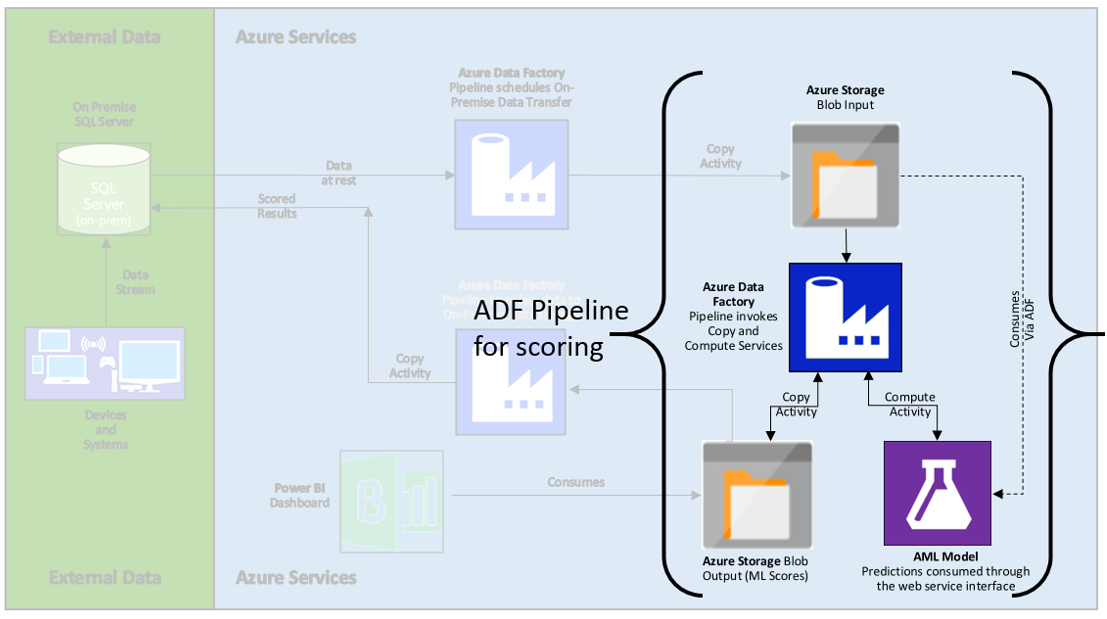 External Data
Azure Services
Azure Data Factory
Pipeline schedules On-
Premise Data Transfer
Azure Storage
Blob Input
On Premise
SQL Server
SQL
Server
(on-prem)
Data
at rest
Copy
Activity
Scored
Results
Data
Stream
Azure Data Factory
Azure Data
Factory
Pipeline invokes
Copy and
Compute Services
Consumes
Via ADF
ADF Pipeline
for scoring
Copy
Activity
Copy
Activity
Compute
Activity
Devices
and
Systems
Power BI
Dashboard
Consumes
Azure Storage Blob
Output (ML Scores)
AML Model
Predictions consumed through
the web service interface
External Data
Azure Services